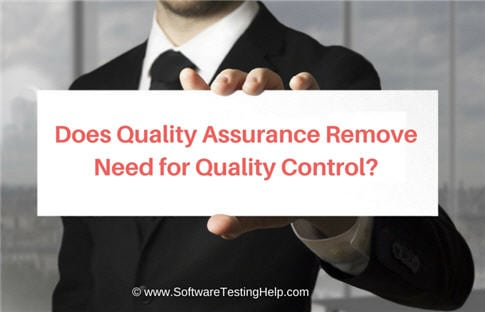 Does Quality Assurance Remove
Need for Quality Control?
© www.SoftwareTestingHelp.com